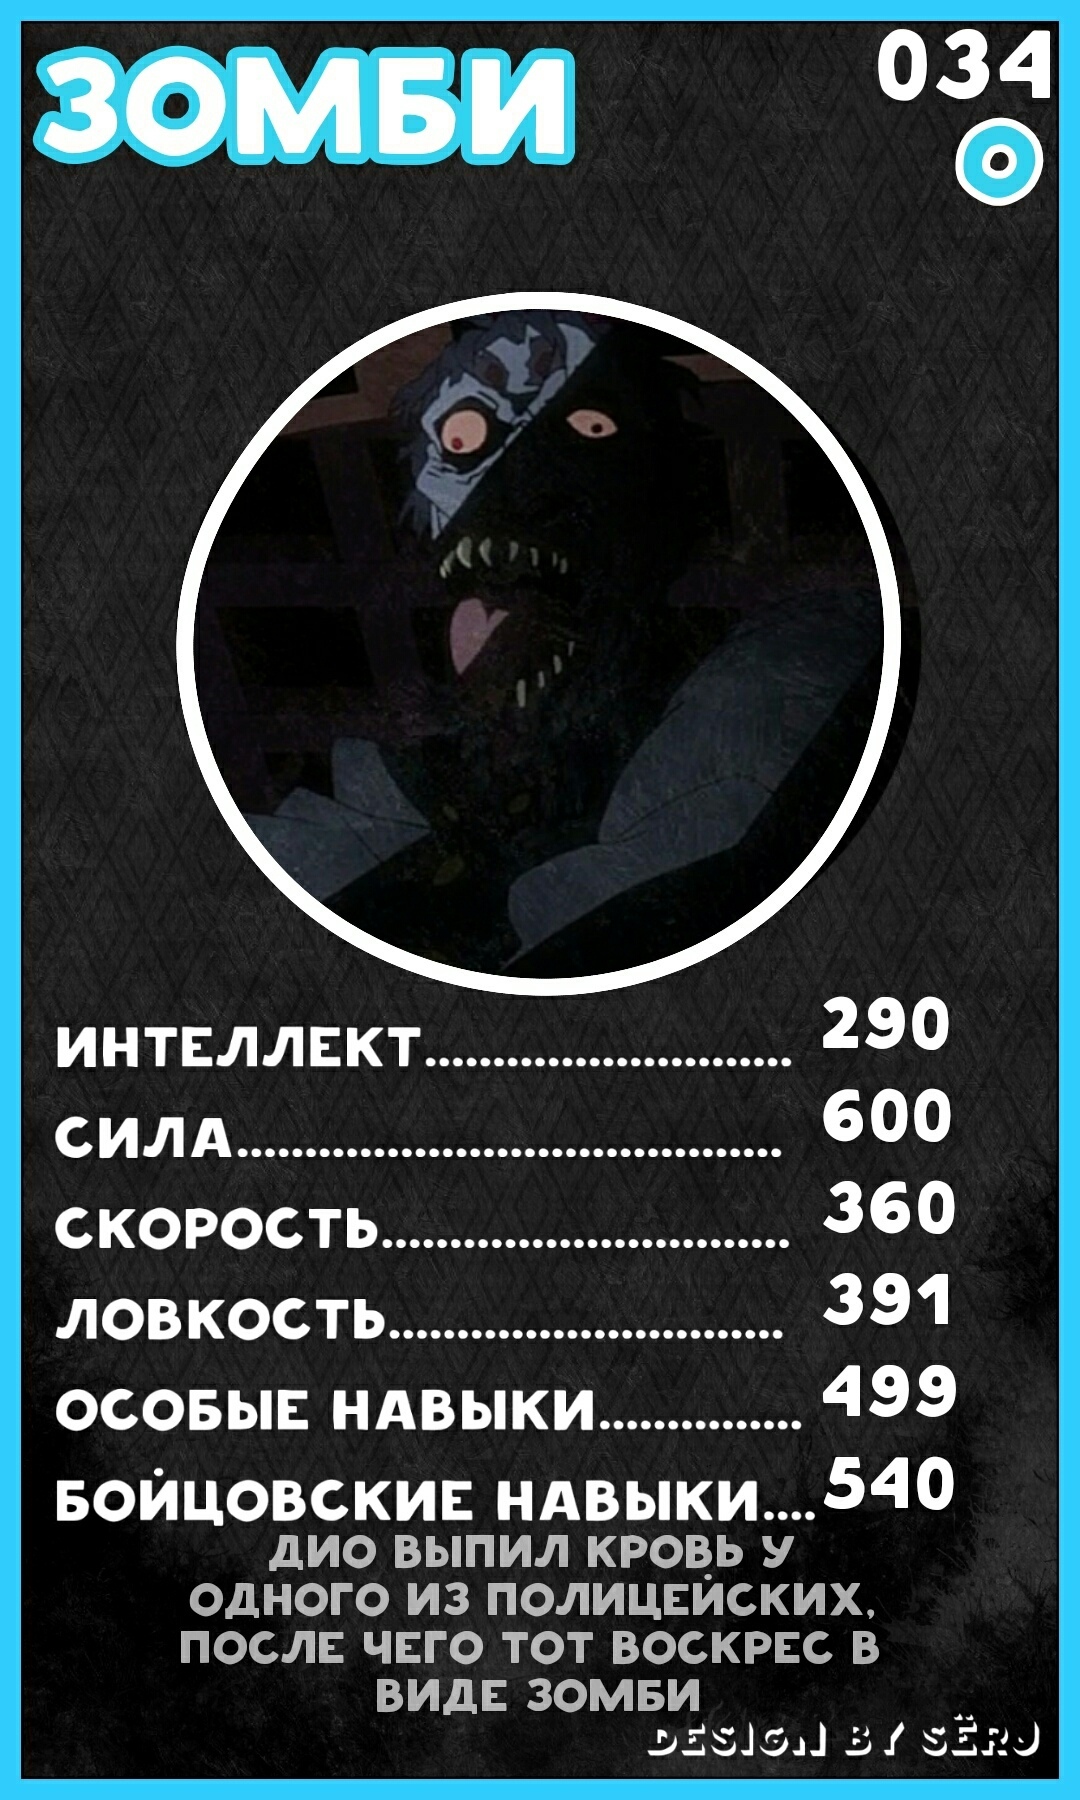 ЗОМБИ
034
О
ИНТЕЛЛЕКТ........................... 290
СИЛА........................................ 600
СКОРОСТЬ.............................. 360
ЛОВКОСТЬ............................. 391
ОСОБЫЕ НАВЫКИ............... 499
БОЙЦОВСКИЕ НАВЫКИ.... 540
ДИО ВЫПИЛ КРОВЬ У
ОДНОГО ИЗ ПОЛИЦЕЙСКИХ,
ПОСЛЕ ЧЕГО ТОТ ВОСКРЕС В
ВИДЕ ЗОМБИ
DESIGN BY SЁRJ